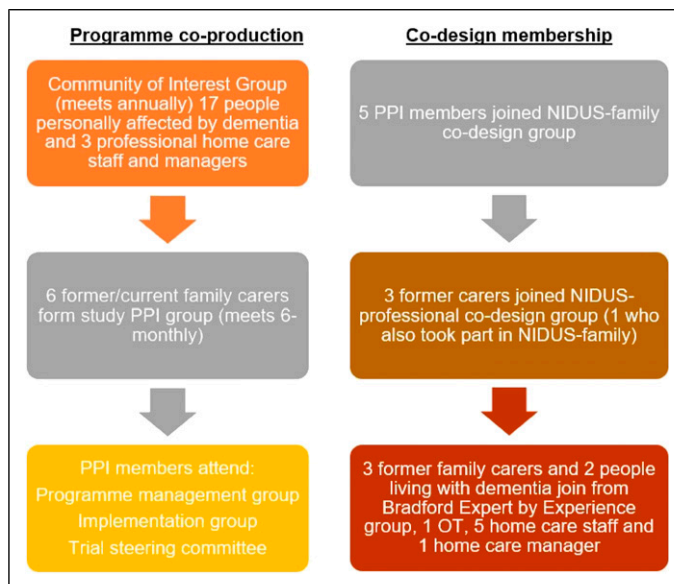 Programme co-production
Community of Interest Group
(meets annually) 17 people
personally affected by dementia
and 3 professional home care
staff and managers
6 former/current family carers
form study PPI group (meets 6-
monthly)
PPI members attend:
Programme management group
Implementation group
Trial steering committee
Co-design membership
5 PPI members joined NIDUS-family
co-design group
3 former carers joined NIDUS-
professional co-design group (1 who
also took part in NIDUS-family)
3 former family carers and 2 people
living with dementia join from
Bradford Expert by Experience
group, 1 OT, 5 home care staff and
1 home care manager